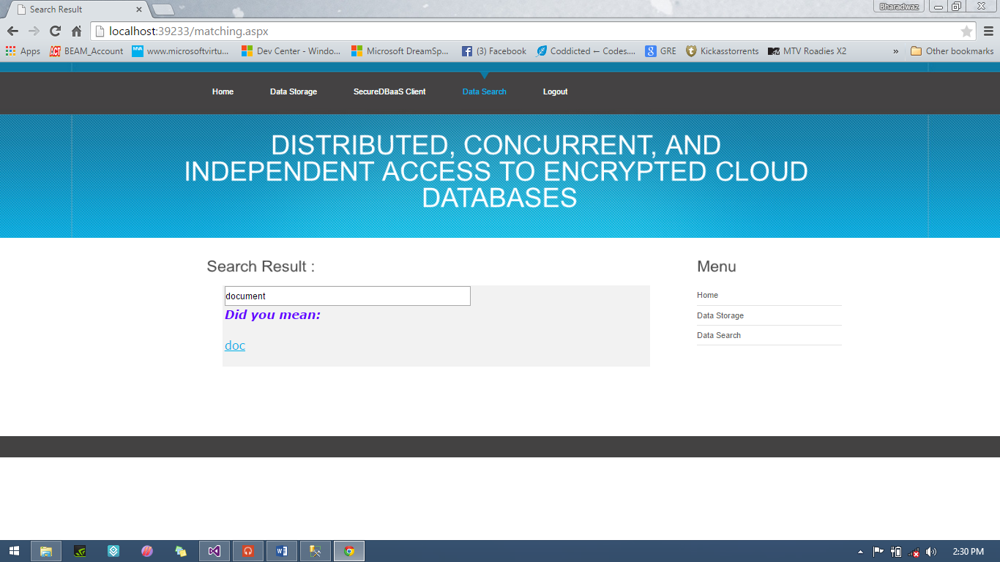 Search Result
Bharadwaz
localhost:39233/matching.aspx
Apps BEAM_Account www.microsoftvirtu... Dev Center - Windo... Microsoft DreamSp... (3) Facebook Coddicted ← Codes.... GRE Kickasstorrents MTV Roadies X2 » Other bookmarks
Home Data Storage SecureDBaaS Client Data Search Logout
DISTRIBUTED, CONCURRENT, AND
INDEPENDENT ACCESS TO ENCRYPTED CLOUD
DATABASES
Search Result :
document
Did you mean:
doc
Menu
Home
Data Storage
Data Search
2:30 PM